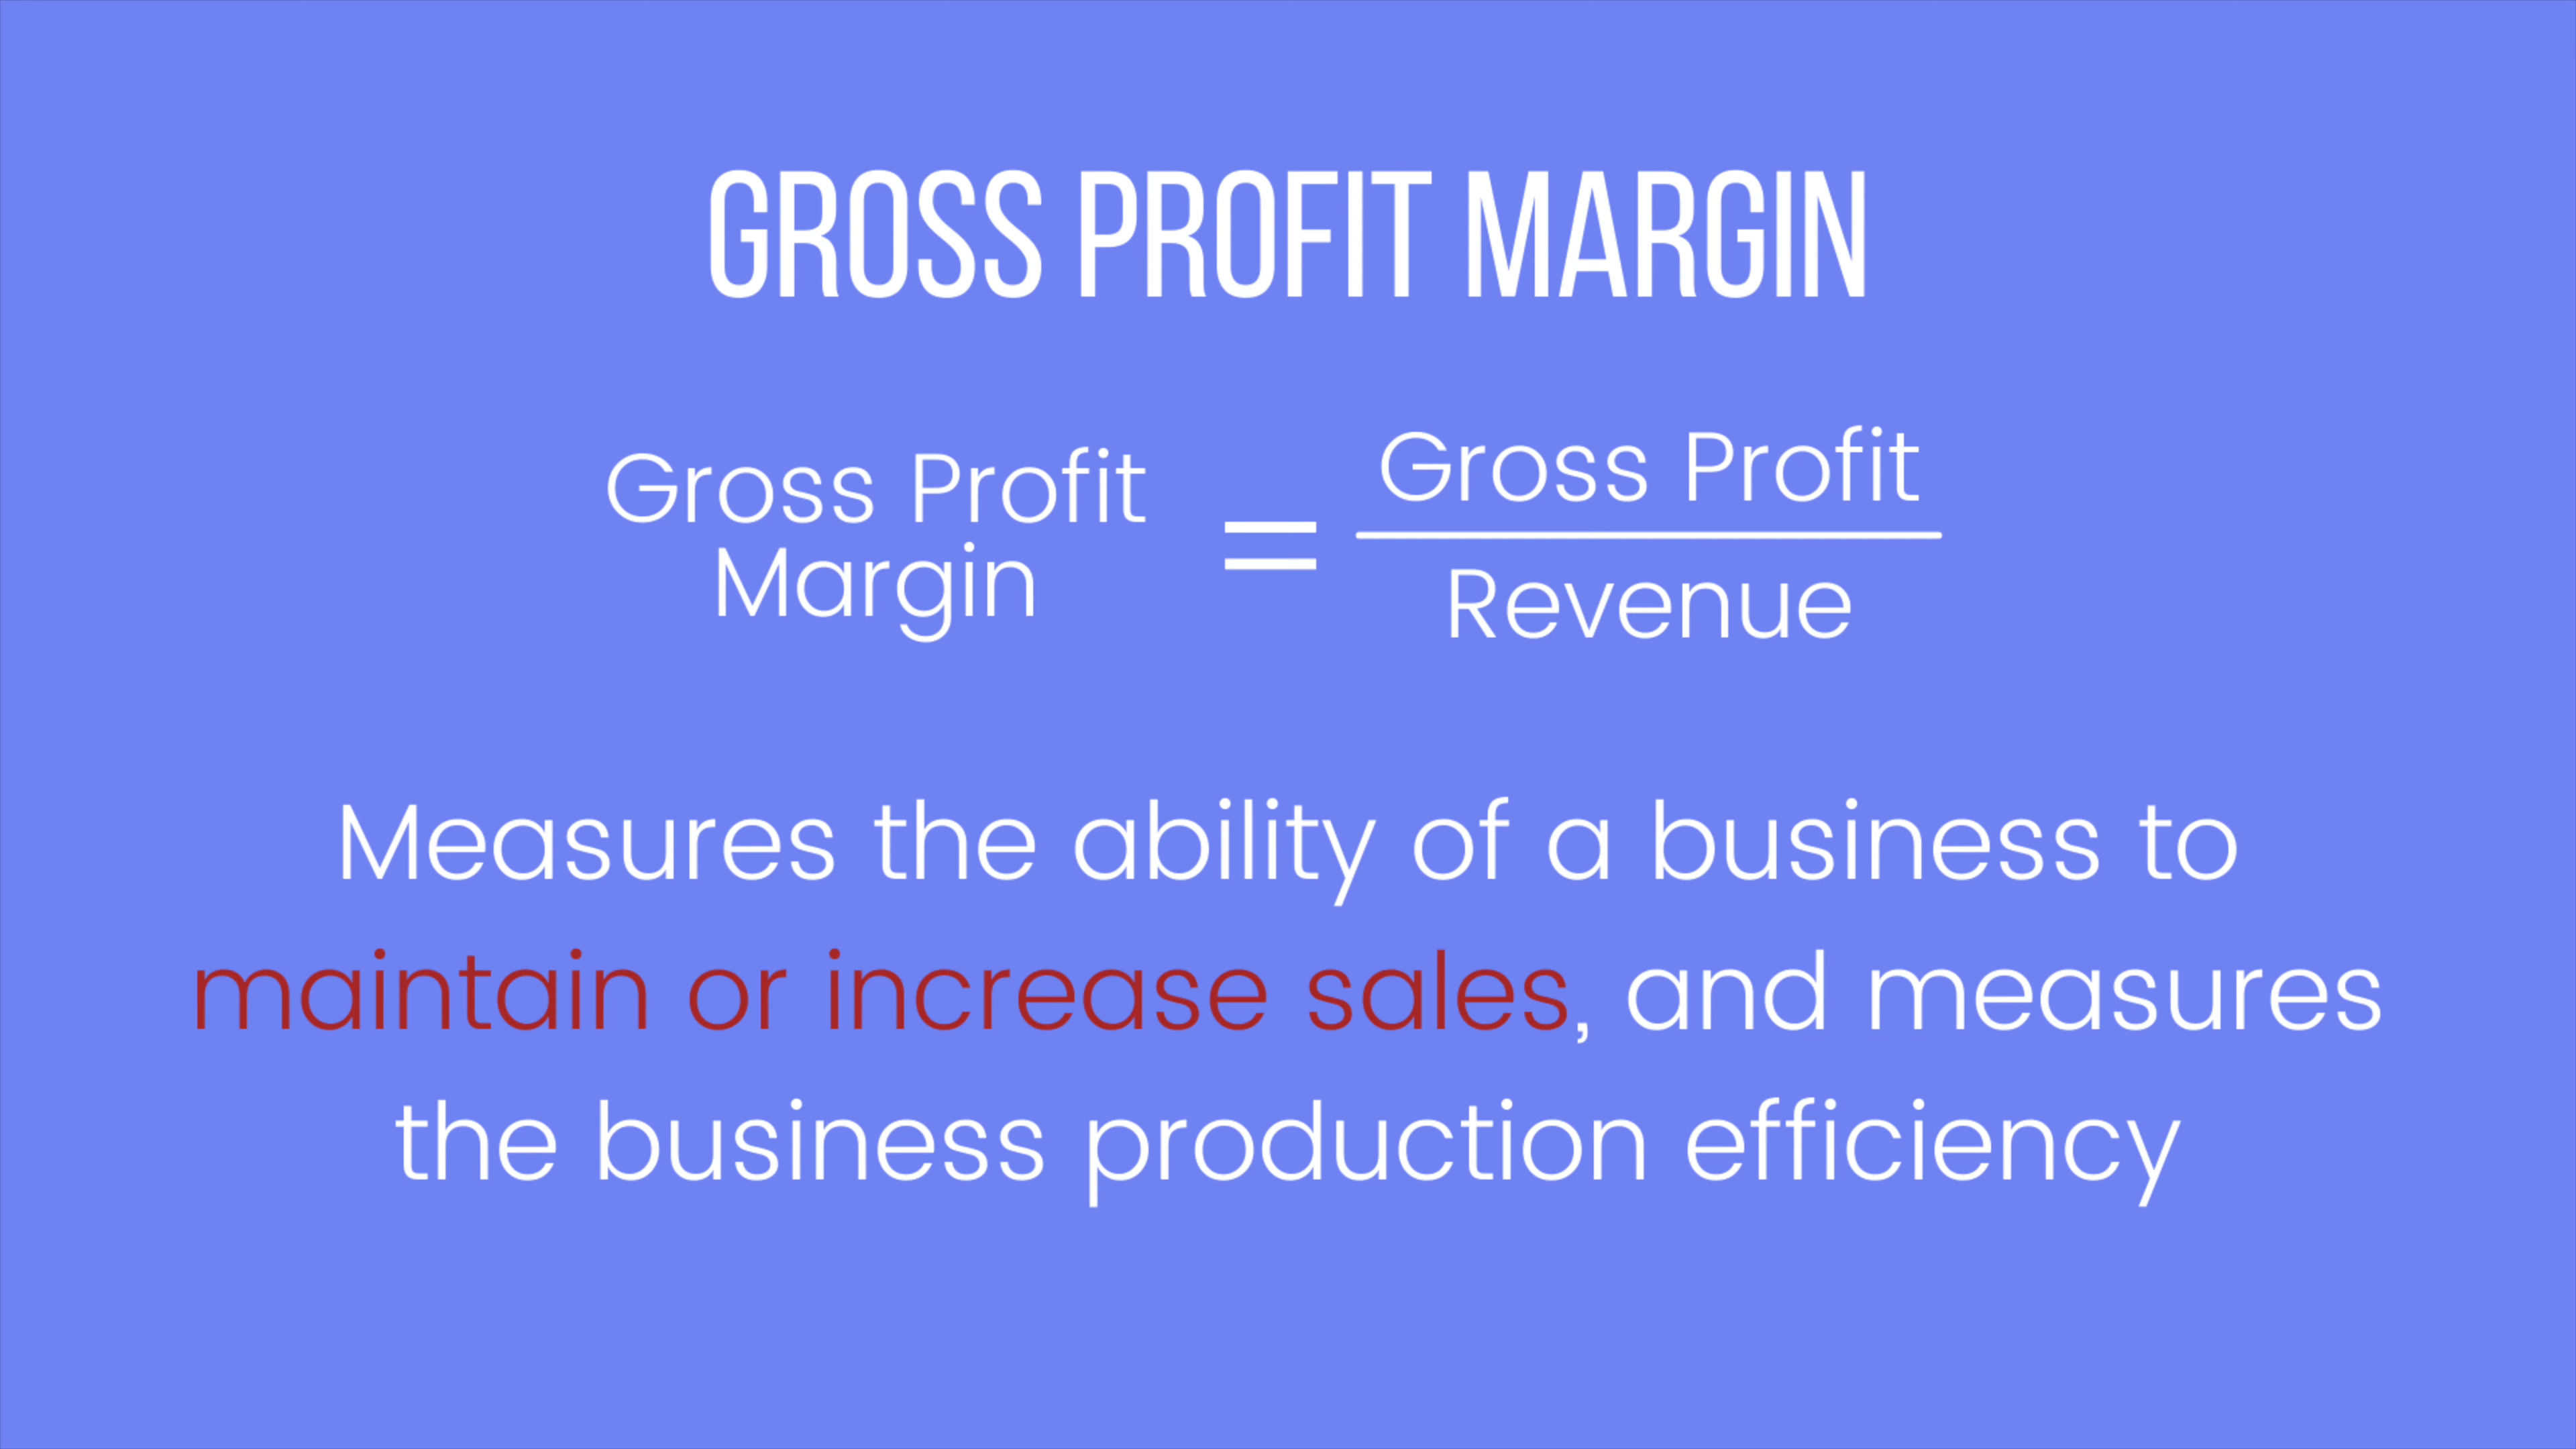 GROSS PROFIT MARGIN
Gross Profit
Margin
=
Gross Profit
Revenue
Measures the ability of a business to
maintain or increase sales, and measures
the business production efficiency